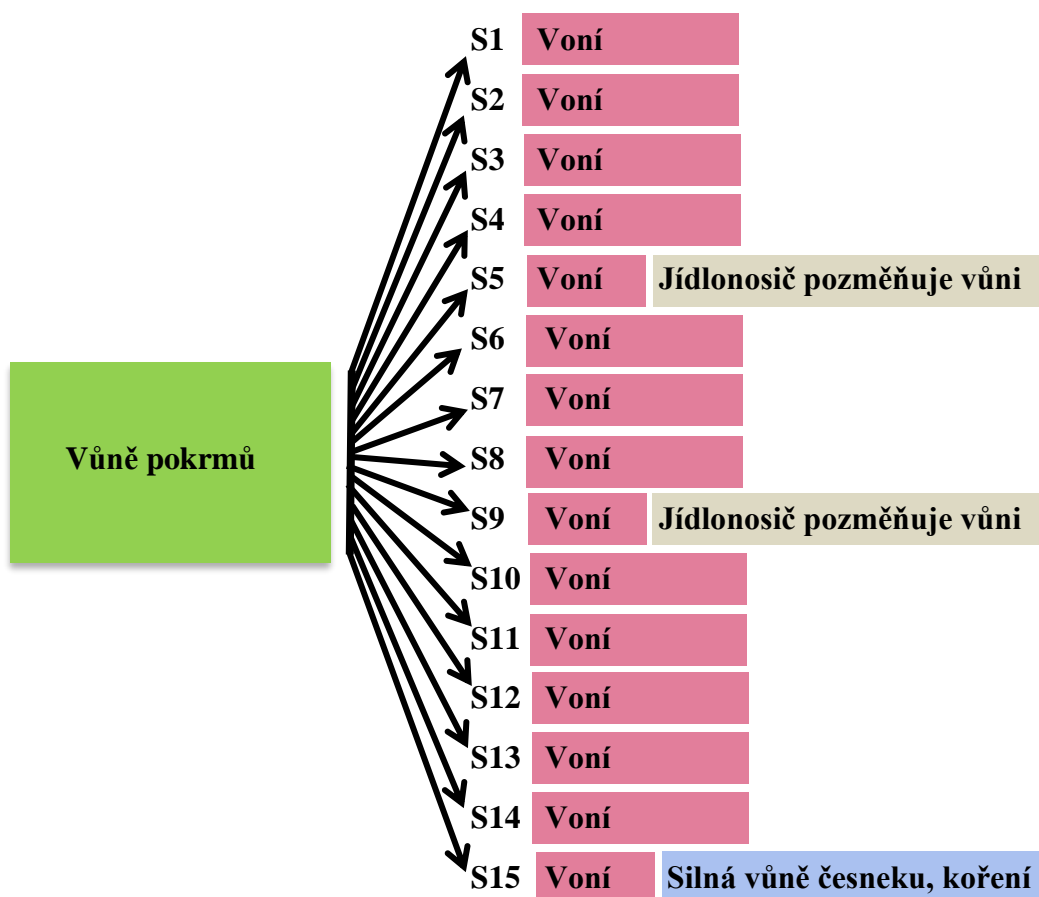 S1 Voní
S2 Voní
S3 Voní
S4 Voní
S5 Voní Jídlonosič pozměňuje vůni
S6 Voní
S7 Voní
Vůně pokrmů
S8 Voní
S9 Voní Jídlonosič pozměňuje vůni
S10 Voní
S11 Voní
S12 Voní
S13 Voní
S14 Voní
S15 Voní Silná vůně česneku, koření